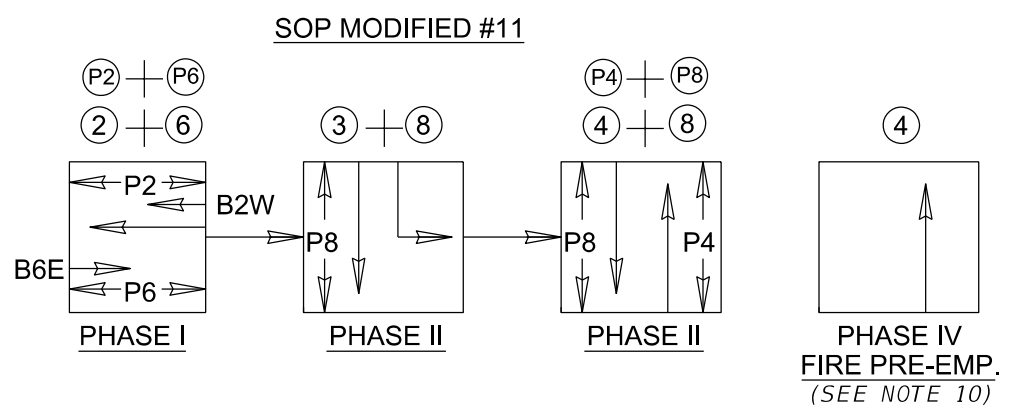 SOP MODIFIED #11
P2 P6 P4 P8
2 6 3 8 4 8 4
P2
B2W
P8 P8 P4
B6E
P6
PHASE I PHASE II PHASE II PHASE IV
FIRE PRE-EMP.
(SEE NOTE 10)